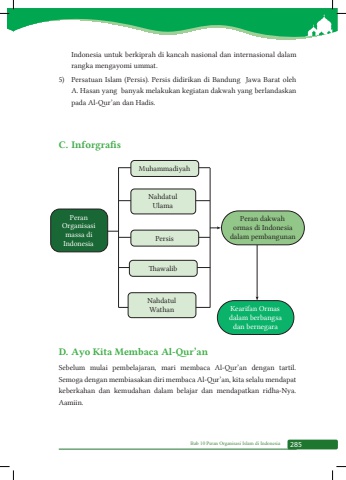 Indonesia untuk berkiprah di kancah nasional dan internasional dalam
rangka mengayomi ummat.
5) Persatuan Islam (Persis). Persis didirikan di Bandung Jawa Barat oleh
A. Hasan yang banyak melakukan kegiatan dakwah yang berlandaskan
pada Al-Qur'an dan Hadis.
C. Inforgrafis
Muhammadiyah
Nahdatul
Ulama
Peran
Organisasi
massa di
Indonesia
Persis
Thawalib
Nahdatul
Wathan
Peran dakwah
ormas di Indonesia
dalam pembangunan
Kearifan Ormas
dalam berbangsa
dan bernegara
D. Ayo Kita Membaca Al-Qur'an
Sebelum mulai pembelajaran, mari membaca Al-Qur'an dengan tartil.
Semoga dengan membiasakan diri membaca Al-Qur'an, kita selalu mendapat
keberkahan dan kemudahan dalam belajar dan mendapatkan ridha-Nya.
Aamiin.
Bab 10 Peran Organisasi Islam di Indonesia 285